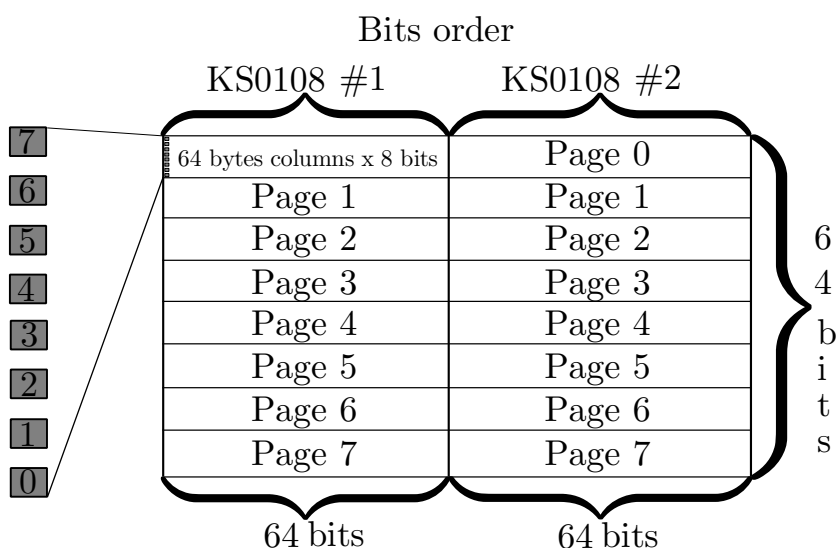 Bits order
KS0108 #1 KS0108 #2
7
6
5
4
3
2
1
0
64 bytes columns x 8 bits Page 0
Page 1 Page 1
Page 2 Page 2
Page 3 Page 3
Page 4 Page 4
Page 5 Page 5
Page 6 Page 6
Page 7 Page 7
6
4
b
i
t
s
64 bits 64 bits